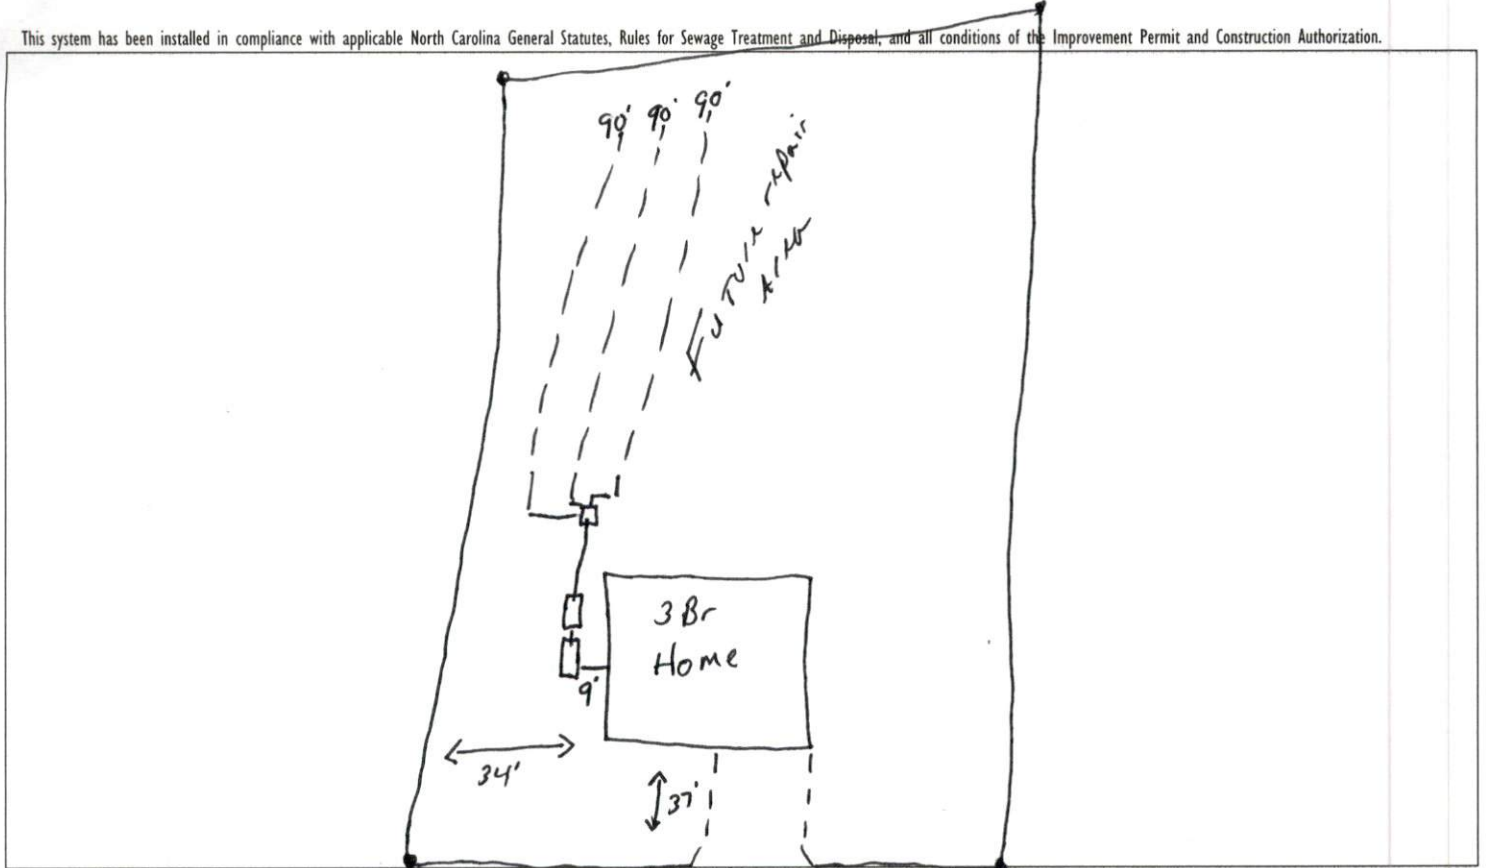 This system has been installed in compliance with applicable North Carolina General Statutes, Rules for Sewage Treatment and Disposal, and all conditions of the Improvement Permit and Construction Authorization.
90' 90' 90'
Future repair
Area
3 Br
Home
9'
34'
37'